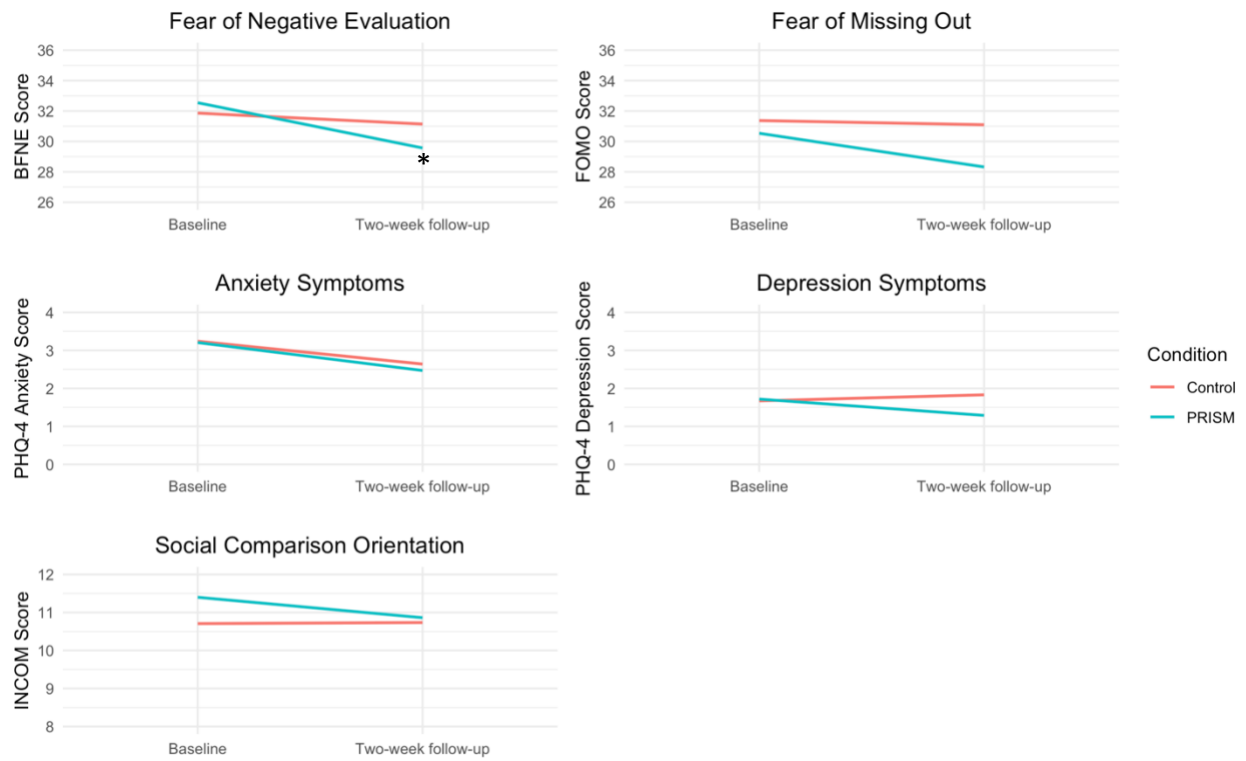 Fear of Negative Evaluation
BFNE Score
36
34
32
30
28
26
*
Baseline
Two-week follow-up
Fear of Missing Out
FOMO Score
36
34
32
30
28
26
Baseline
Two-week follow-up
Anxiety Symptoms
PHQ-4 Anxiety Score
4
3
2
1
0
Baseline
Two-week follow-up
Depression Symptoms
PHQ-4 Depression Score
4
3
2
1
0
Baseline
Two-week follow-up
Condition
Control
PRISM
Social Comparison Orientation
INCOM Score
12
11
10
9
8
Baseline
Two-week follow-up